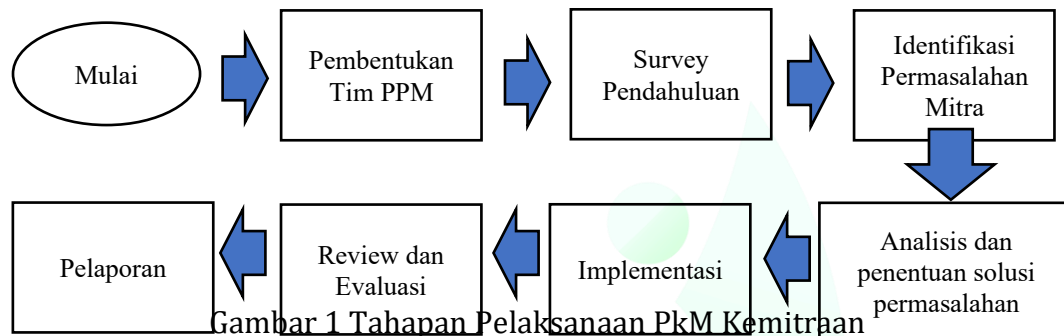 Mulai
Pembentukan
Tim PPM
Survey
Pendahuluan
Identifikasi
Permasalahan
Mitra
Analisis dan
penentuan solusi
permasalahan
Implementasi
Review dan
Evaluasi
Pelaporan
Gambar 1 Tahapan Pelaksanaan PkM Kemitraan